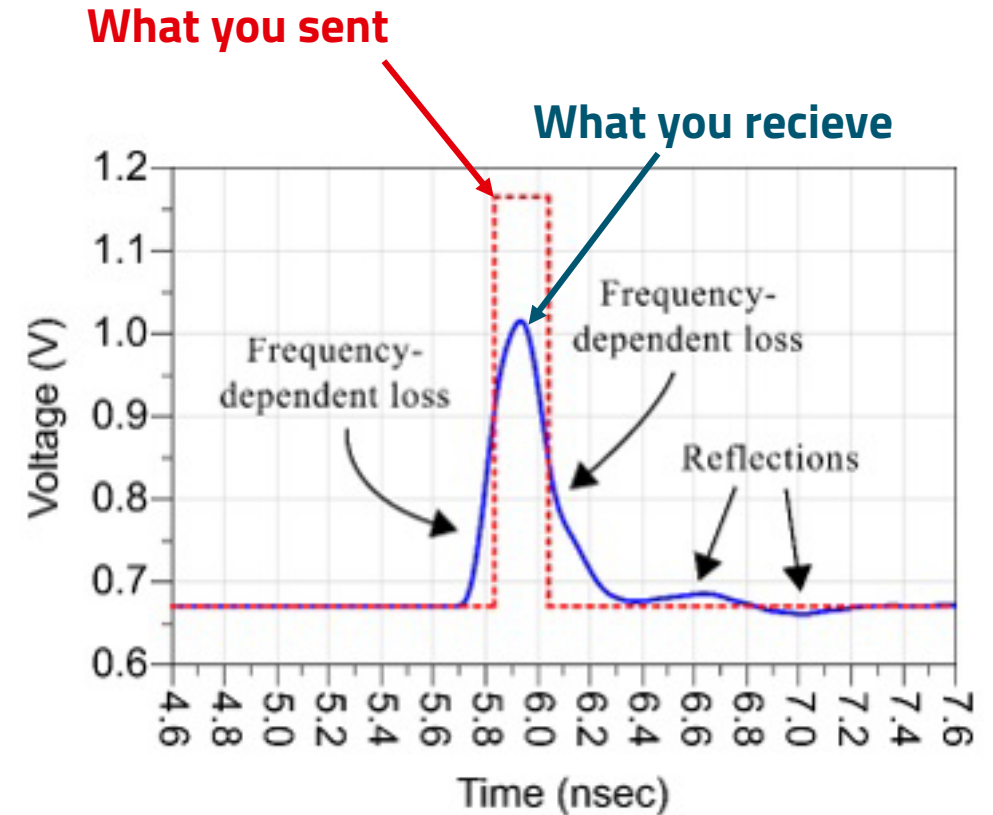 What you sent
What you recieve
1.2
1.1
1.0
0.9
0.8
0.7
0.6
Voltage (V)
Frequency-
dependent loss
Frequency-
dependent loss
Reflections
4.6
4.8
5.0
5.2
5.4
5.6
5.8
6.0
6.2
6.4
6.6
6.8
7.0
7.2
7.4
7.6
Time (nsec)